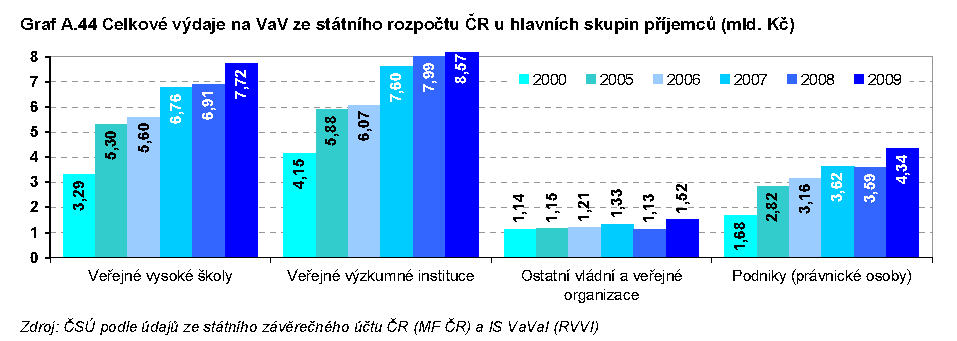 Graf A.44 Celkové výdaje na VaV ze státního rozpočtu ČR u hlavních skupin příjemců (mld. Kč)
8
7
6
5
4
3
2
1
0
2000 2005 2006 2007 2008 2009
3,29 5,30 5,60 6,76 6,91 7,72
4,15 5,88 6,07 7,60 7,99 8,57
1,14 1,15 1,21 1,33 1,13 1,52
1,68 2,82 3,16 3,62 3,59 4,34
Veřejné vysoké školy
Veřejné výzkumné instituce
Ostatní vládní a veřejné
organizace
Podniky (právnické osoby)
Zdroj: ČSÚ podle údajů ze státního závěrečného účtu ČR (MF ČR) a IS VaVaI (RVVI)